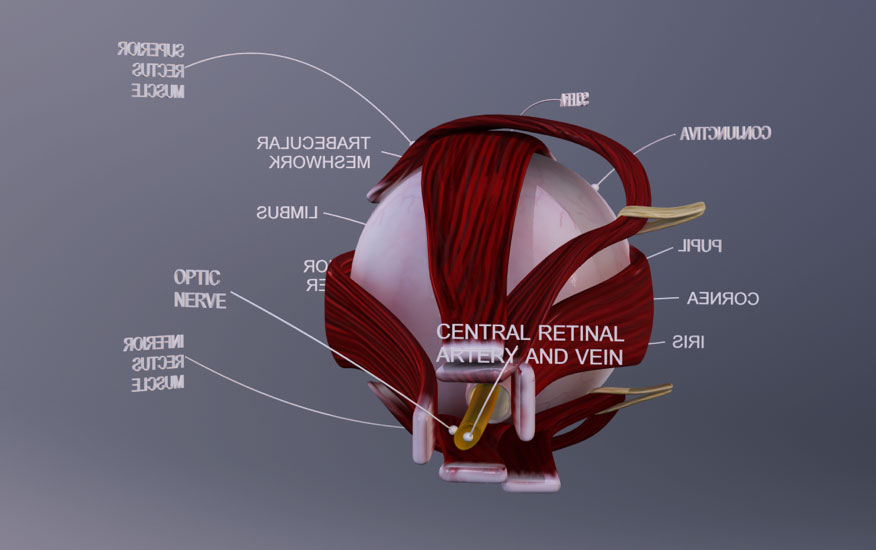 SUPERIOR
RECTUS
MUSCLE
CONJUNCTIVA
TRABECULAR
MESHWORK
LIMBUS
PUPIL
OPTIC
NERVE
CORNEA
CENTRAL RETINAL
ARTERY AND VEIN
IRIS
INFERIOR
RECTUS
MUSCLE